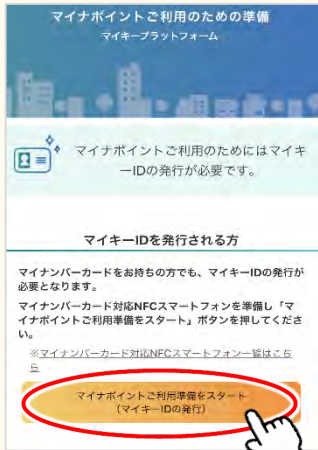 マイナポイントご利用のための準備
マイキープラットフォーム
マイナポイントご利用のためにはマイキ
ーIDの発行が必要です。
マイキーIDを発行される方
マイナンバーカードをお持ちの方でも、マイキーIDの発行が
必要となります。
マイナンバーカード対応NFCスマートフォンを準備し「マ
イナポイントご利用準備をスタート」ボタンを押してくださ
い。
※マイナンバーカード対応NFCスマートフォン一覧はこち
ら
マイナポイントご利用準備をスタート
(マイキーIDの発行)